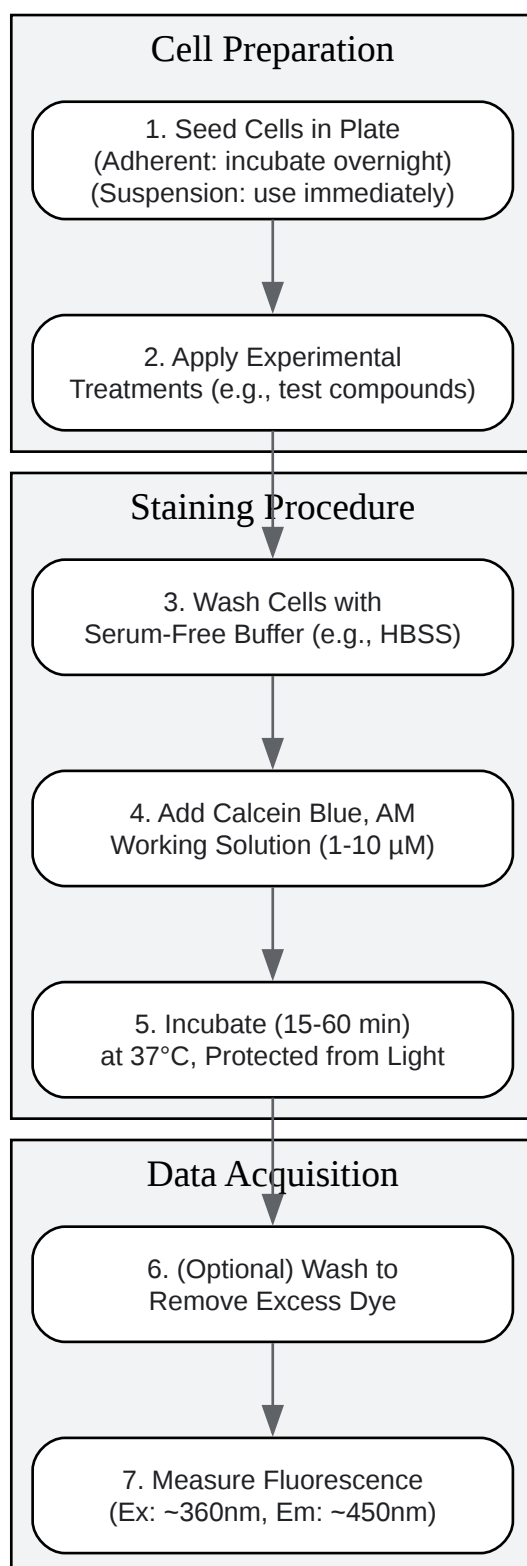 Cell Preparation
1. Seed Cells in Plate
(Adherent: incubate overnight)
(Suspension: use immediately)
2. Apply Experimental
Treatments (e.g., test compounds)
Staining Procedure
3. Wash Cells with
Serum-Free Buffer (e.g., HBSS)
4. Add Calcein Blue, AM
Working Solution (1-10 µM)
5. Incubate (15-60 min)
at 37°C, Protected from Light
Data Acquisition
6. (Optional) Wash to
Remove Excess Dye
7. Measure Fluorescence
(Ex: ~360nm, Em: ~450nm)